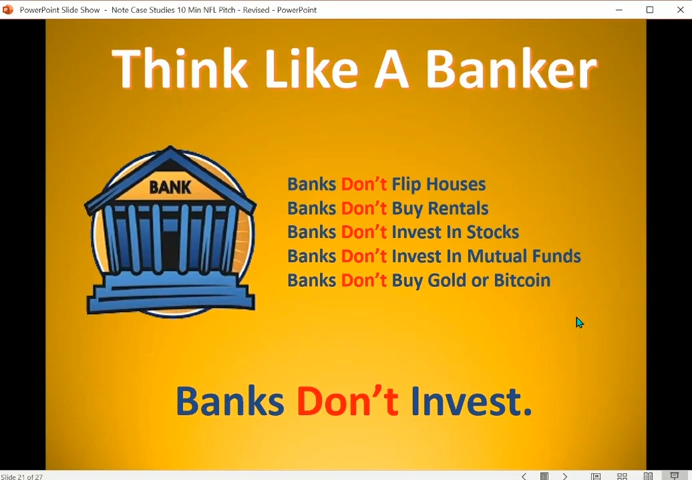 PowerPoint Slide Show - Note Case Studies 10 Min NFL Pitch - Revised - PowerPoint
Think Like A Banker
BANK
Banks Don't Flip Houses
Banks Don't Buy Rentals
Banks Don't Invest In Stocks
Banks Don't Invest In Mutual Funds
Banks Don't Buy Gold or Bitcoin
Banks Don't Invest.
Slide 21 of 27